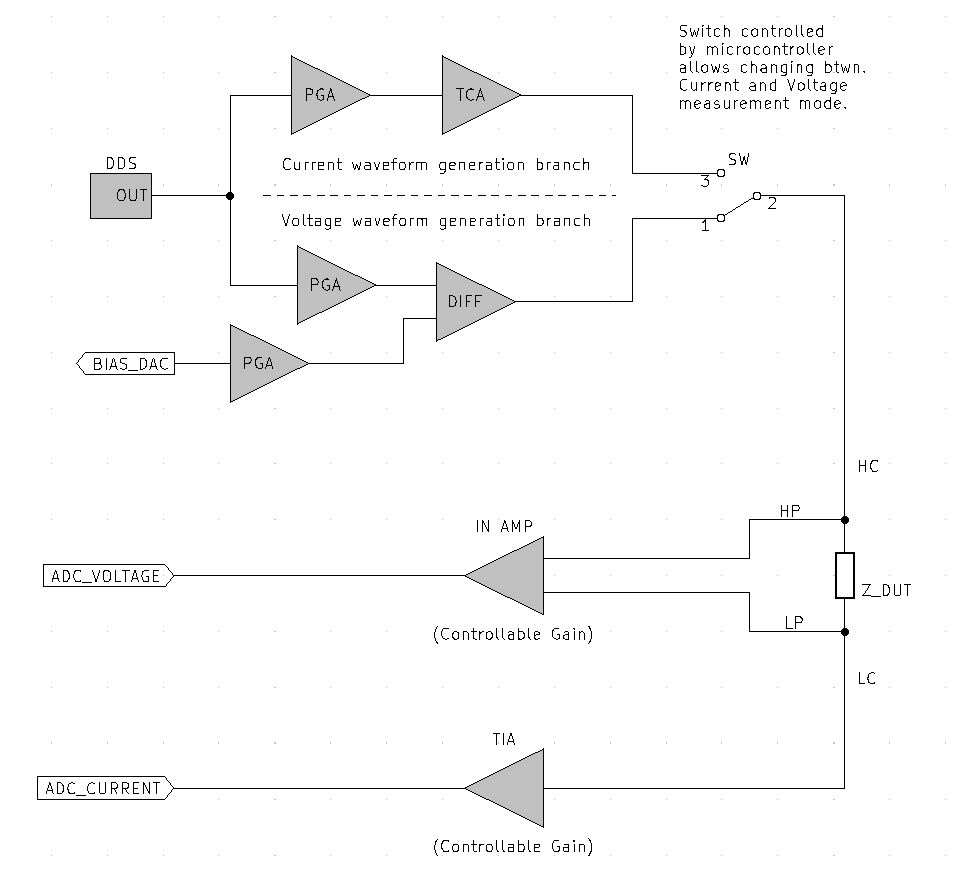 Switch controlled
by microcontroller
allows changing btwn.
Current and Voltage
measurement mode.
PGA
TCA
DDS
OUT
Current waveform generation branch
SW
3
2
1
Voltage waveform generation branch
PGA
DIFF
BIAS_DAC
PGA
HC
HP
IN AMP
ADC_VOLTAGE
Z_DUT
(Controllable Gain)
LP
LC
TIA
ADC_CURRENT
(Controllable Gain)